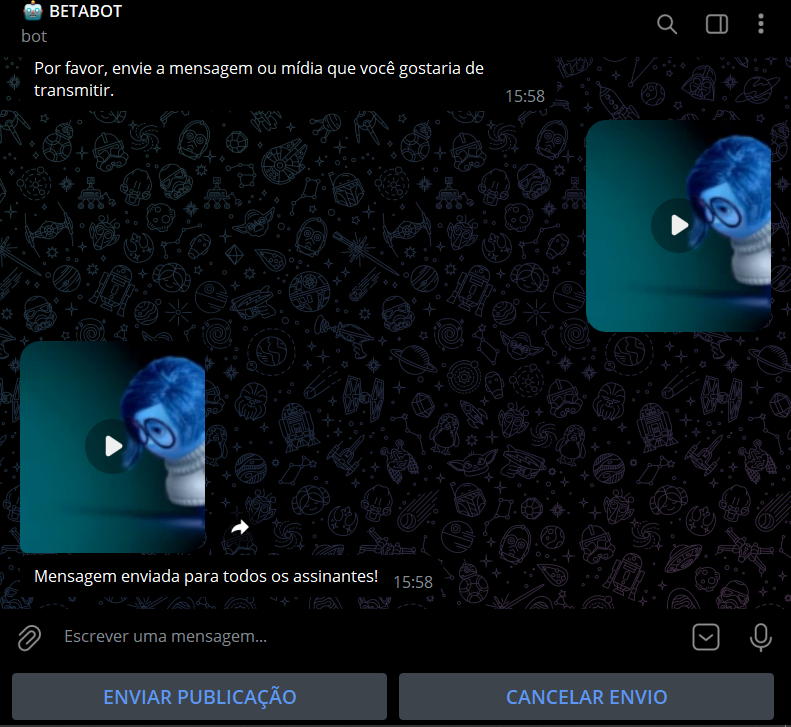 🤖 BETABOT
bot
Por favor, envie a mensagem ou mídia que você gostaria de
transmitir.
15:58
Mensagem enviada para todos os assinantes!
15:58
Escrever uma mensagem...
ENVIAR PUBLICAÇÃO
CANCELAR ENVIO